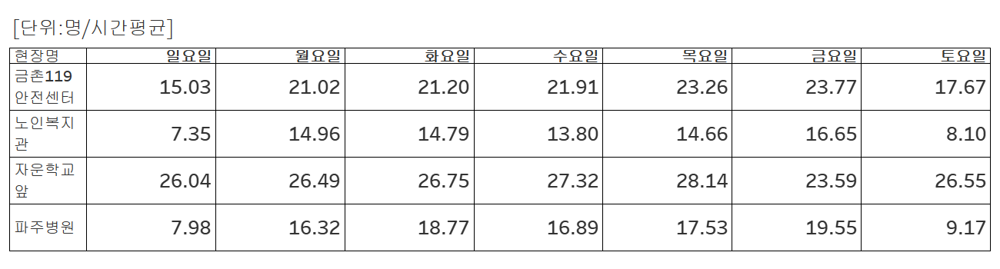 [단위:명/시간평균]
현장명 일요일 월요일 화요일 수요일 목요일 금요일 토요일
금촌119
안전센터 15.03 21.02 21.20 21.91 23.26 23.77 17.67
노인복지
관 7.35 14.96 14.79 13.80 14.66 16.65 8.10
자운학교
앞 26.04 26.49 26.75 27.32 28.14 23.59 26.55
파주병원 7.98 16.32 18.77 16.89 17.53 19.55 9.17